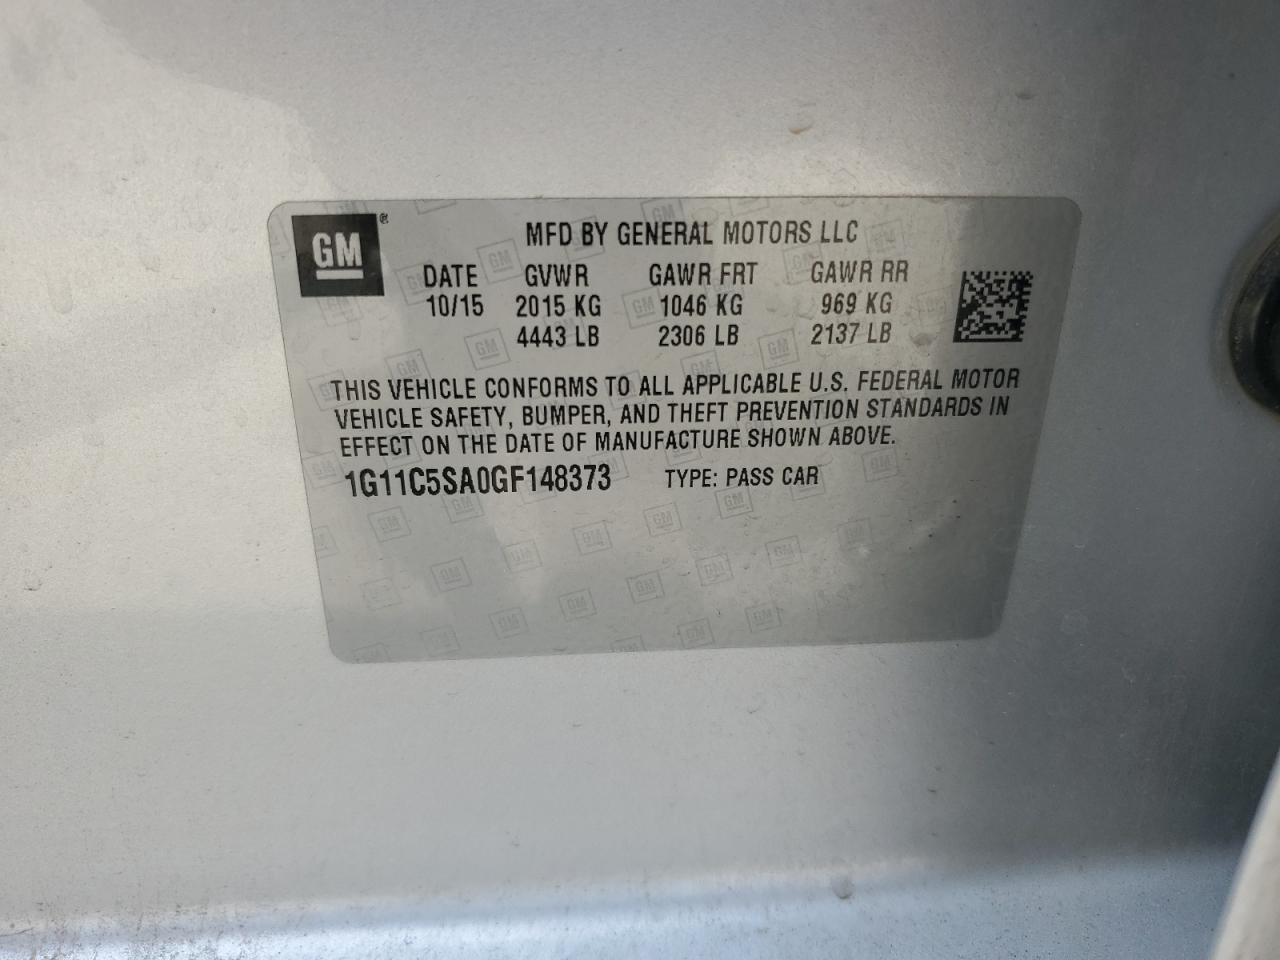 GM®
MFD BY GENERAL MOTORS LLC
DATE GVWR GAWR FRT GAWR RR
10/15 2015 KG 1046 KG 969 KG
4443 LB 2306 LB 2137 LB
THIS VEHICLE CONFORMS TO ALL APPLICABLE U.S. FEDERAL MOTOR
VEHICLE SAFETY, BUMPER, AND THEFT PREVENTION STANDARDS IN
EFFECT ON THE DATE OF MANUFACTURE SHOWN ABOVE.
1G11C5SA0GF148373 TYPE: PASS CAR